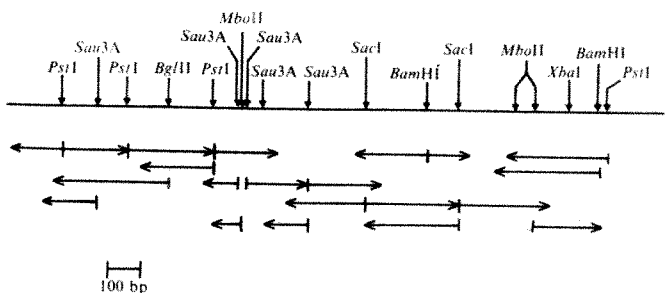 MboII
Sau3A Sau3A Sau3A SacI SacI MboII BamHI
PstI PstI BglII PstI Sau3A Sau3A BamHI XbaI PstI
100 bp